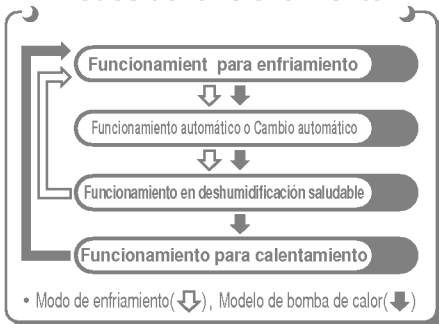 Funcionamient para enfriamiento
Funcionamiento automático o Cambio automático
Funcionamiento en deshumidificación saludable
Funcionamiento para calentamiento
• Modo de enfriamiento( ), Modelo de bomba de calor( )